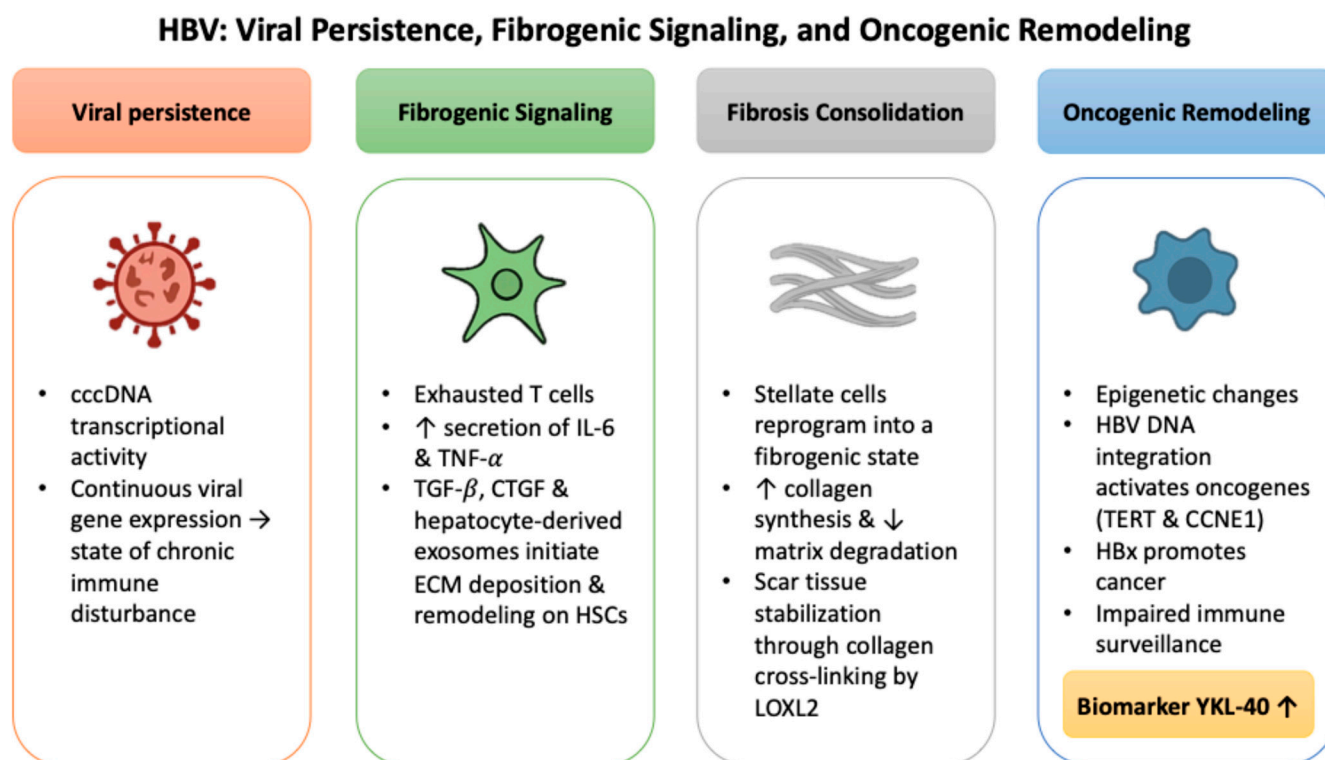 HBV: Viral Persistence, Fibrogenic Signaling, and Oncogenic Remodeling
Viral persistence
• cccDNA
transcriptional
activity
• Continuous viral
gene expression →
state of chronic
immune
disturbance
Fibrogenic Signaling
• Exhausted T cells
• ↑ secretion of IL-6
& TNF-α
• TGF-β, CTGF &
hepatocyte-derived
exosomes initiate
ECM deposition &
remodeling on HSCs
Fibrosis Consolidation
• Stellate cells
reprogram into a
fibrogenic state
• ↑ collagen
synthesis & ↓
matrix degradation
• Scar tissue
stabilization
through collagen
cross-linking by
LOXL2
Oncogenic Remodeling
• Epigenetic changes
• HBV DNA
integration
activates oncogenes
(TERT & CCNE1)
• HBx promotes
cancer
• Impaired immune
surveillance
Biomarker YKL-40 ↑